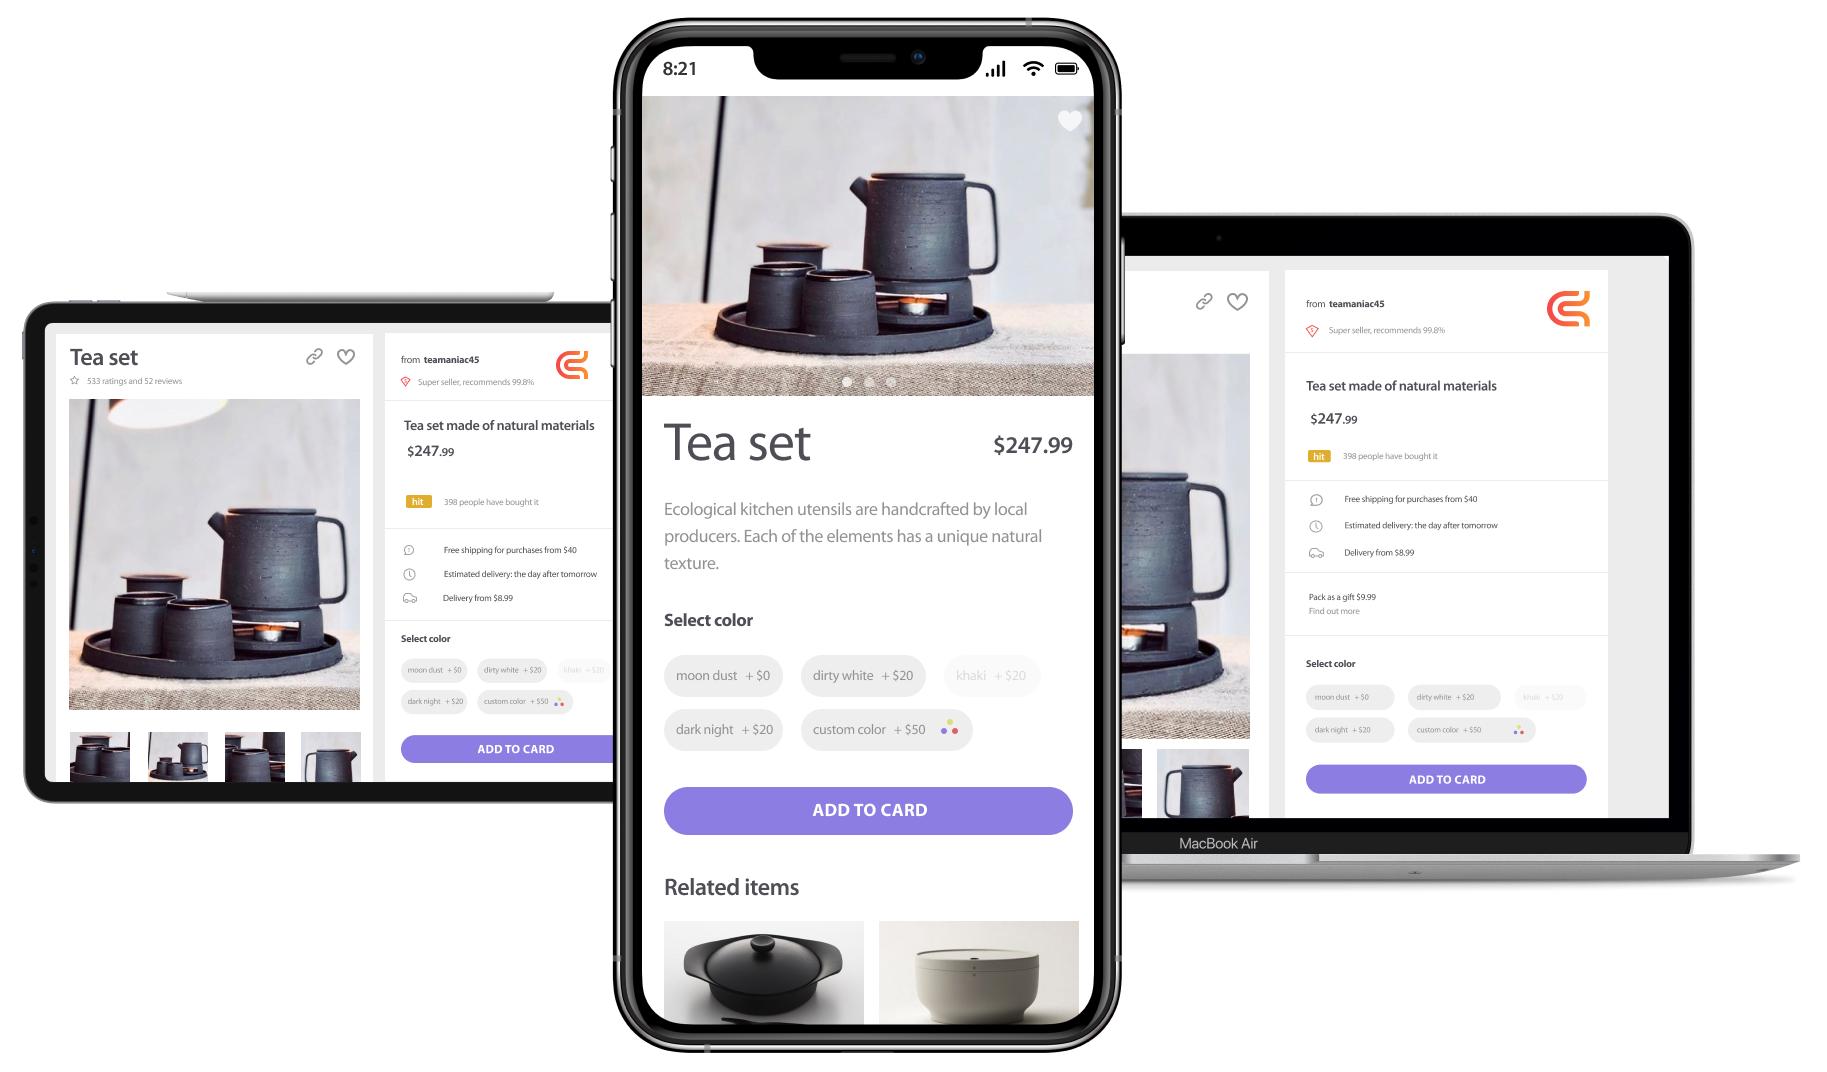 Tea set
533 ratings and 52 reviews
from teamaniac45
Super seller, recommends 99.8%
Tea set made of natural materials
$247.99
hit 398 people have bought it
Free shipping for purchases from $40
Estimated delivery: the day after tomorrow
Delivery from $8.99
Select color
moon dust + $0 dirty white + $20 khaki + $20
dark night + $20 custom color + $50
ADD TO CARD
8:21
Tea set $247.99
Ecological kitchen utensils are handcrafted by local
producers. Each of the elements has a unique natural
texture.
Select color
moon dust + $0 dirty white + $20 khaki + $20
dark night + $20 custom color + $50
ADD TO CARD
Related items
from teamaniac45
Super seller, recommends 99.8%
Tea set made of natural materials
$247.99
hit 398 people have bought it
Free shipping for purchases from $40
Estimated delivery: the day after tomorrow
Delivery from $8.99
Pack as a gift $9.99
Find out more
Select color
moon dust + $0 dirty white + $20 khaki + $20
dark night + $20 custom color + $50
ADD TO CARD
MacBook Air